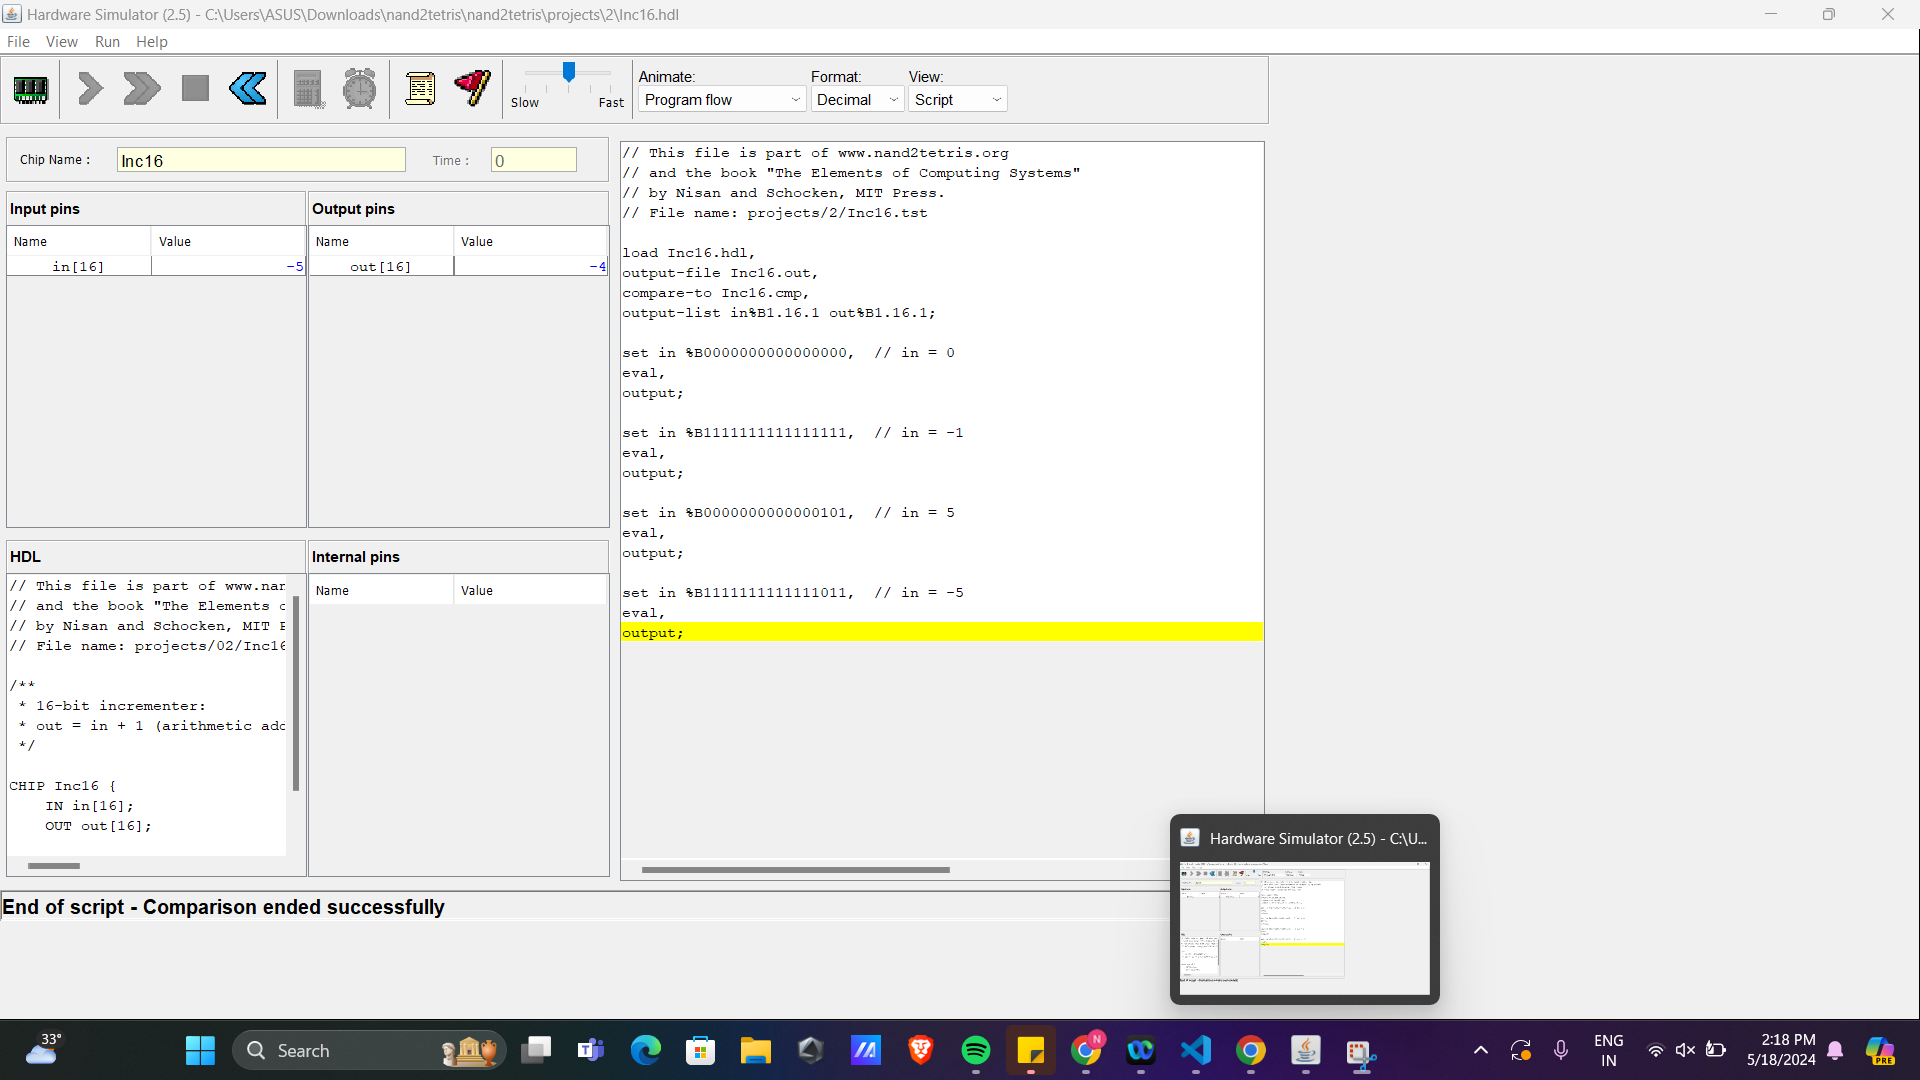 Hardware Simulator (2.5) - C:\Users\ASUS\Downloads\nand2tetris\nand2tetris\projects\2\Inc16.hdl
File View Run Help
Slow Fast
Animate: Format: View:
Program flow Decimal Script
Chip Name : Inc16 Time : 0
Input pins
Name Value
in[16] -5
Output pins
Name Value
out[16] -4
HDL
// This file is part of www.nar
// and the book "The Elements c
// by Nisan and Schocken, MIT P
// File name: projects/02/Inc16
/**
* 16-bit incrementer:
* out = in + 1 (arithmetic adc
*/
CHIP Inc16 {
IN in[16];
OUT out[16];
Internal pins
Name Value
// This file is part of www.nand2tetris.org
// and the book "The Elements of Computing Systems"
// by Nisan and Schocken, MIT Press.
// File name: projects/2/Inc16.tst
load Inc16.hdl,
output-file Inc16.out,
compare-to Inc16.cmp,
output-list in%B1.16.1 out%B1.16.1;
set in %B0000000000000000, // in = 0
eval,
output;
set in %B1111111111111111, // in = -1
eval,
output;
set in %B0000000000000101, // in = 5
eval,
output;
set in %B1111111111111011, // in = -5
eval,
output;
Hardware Simulator (2.5) - C:\U...
End of script - Comparison ended successfully
33°
Search
N
ENG
IN
2:18 PM
5/18/2024
PRE